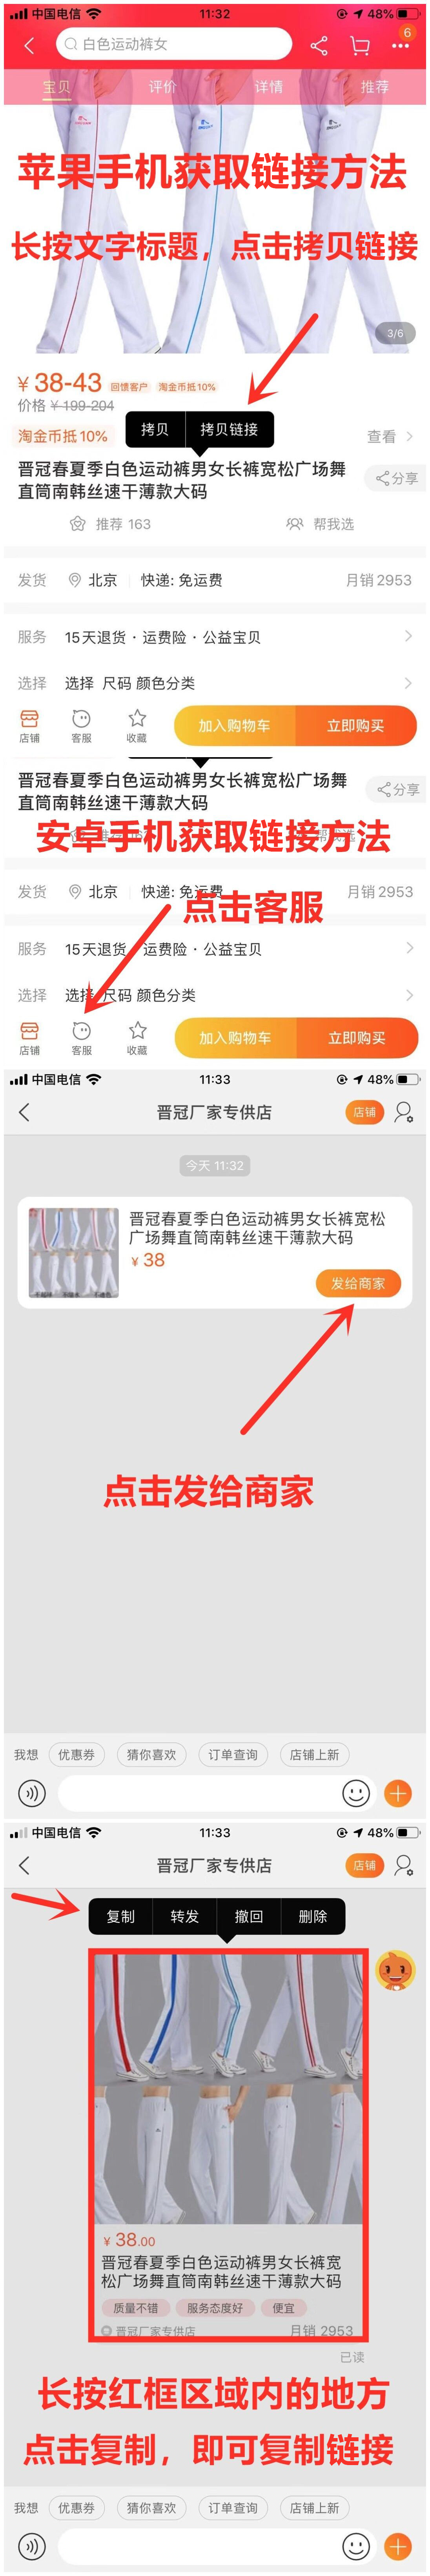 中国电信
11:32
48%
白色运动裤女
6
宝贝
评价
详情
推荐
苹果手机获取链接方法
长按文字标题，点击拷贝链接
3/6
¥ 38-43 回馈客户 淘金币抵10%
价格 ¥ 199-204
淘金币抵10%
拷贝
拷贝链接
查看
晋冠春夏季白色运动裤男女长裤宽松广场舞
直筒南韩丝速干薄款大码
分享
推荐 163
帮我选
发货 北京 快递: 免运费 月销 2953
服务 15天退货 · 运费险 · 公益宝贝
选择 选择 尺码 颜色分类
店铺
客服
收藏
加入购物车
立即购买
晋冠春夏季白色运动裤男女长裤宽松广场舞
直筒南韩丝速干薄款大码
分享
安卓手机获取链接方法
发货 北京 快递: 免运费 月销 2953
点击客服
服务 15天退货 · 运费险 · 公益宝贝
选择 选择 尺码 颜色分类
店铺
客服
收藏
加入购物车
立即购买
中国电信
11:33
48%
晋冠厂家专供店
店铺
今天 11:32
晋冠春夏季白色运动裤男女长裤宽松
广场舞直筒南韩丝速干薄款大码
¥ 38
发给商家
点击发给商家
我想
优惠券
猜你喜欢
订单查询
店铺上新
中国电信
11:33
48%
晋冠厂家专供店
店铺
复制
转发
撤回
删除
¥ 38.00
晋冠春夏季白色运动裤男女长裤宽
松广场舞直筒南韩丝速干薄款大码
质量不错
服务态度好
便宜
晋冠厂家专供店
月销 2953
已读
长按红框区域内的地方
点击复制，即可复制链接
我想
优惠券
猜你喜欢
订单查询
店铺上新